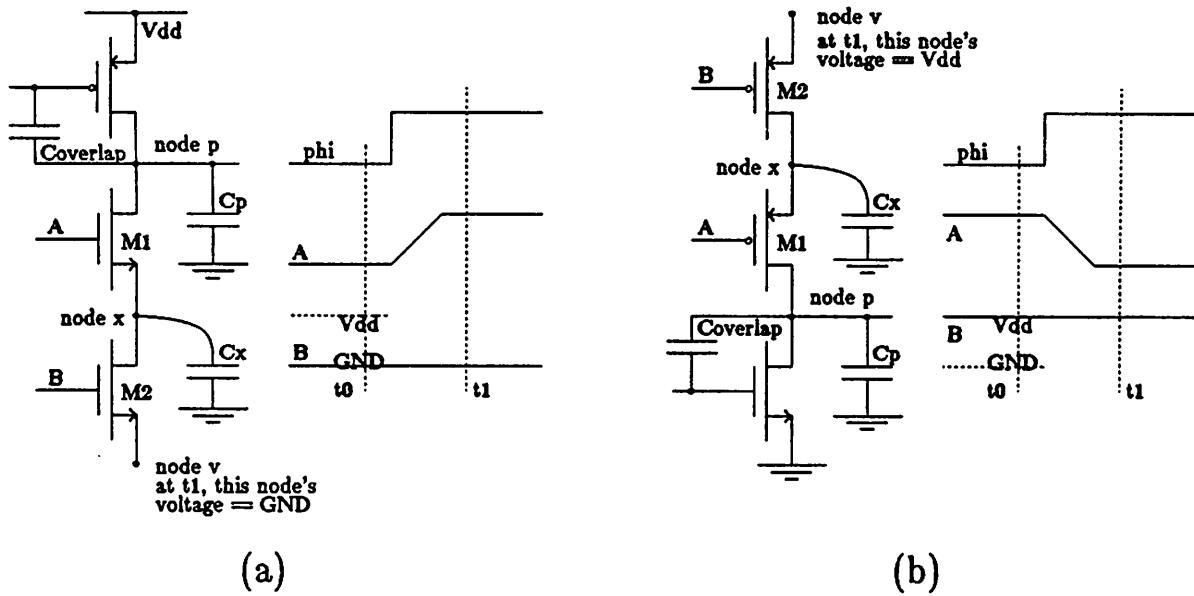 Vdd
Coverlap
node p
Cp
A
M1
node x
Cx
B
M2
node v
at t1, this node's
voltage = GND
phi
A
Vdd
B
GND
t0
t1
(a)
node v
at t1, this node's
voltage = Vdd
B
M2
node x
Cx
A
M1
node p
Coverlap
Cp
phi
A
B
Vdd
GND
t0
t1
(b)